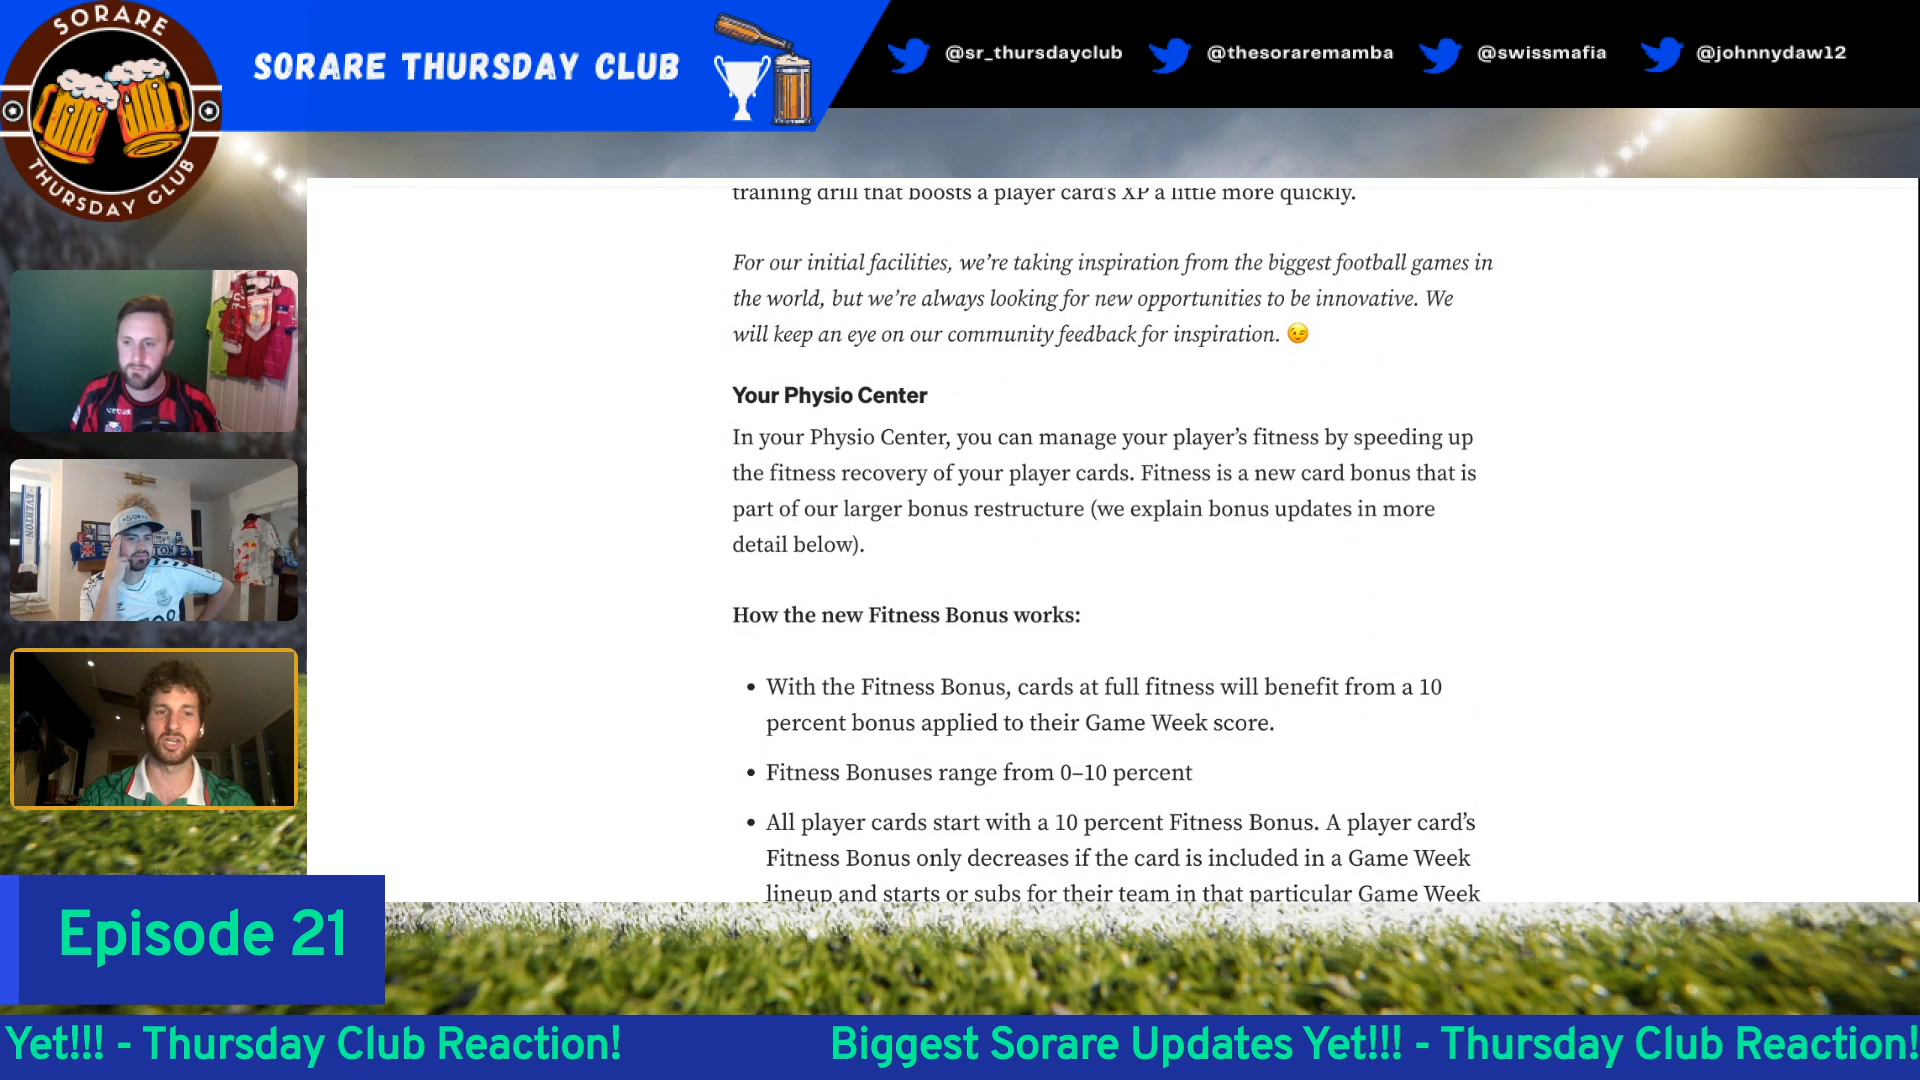 SORARE
THURSDAY CLUB
SORARE THURSDAY CLUB
@sr_thursdayclub
@thesoraremamba
@swissmafia
@johnnydaw12
training drill that boosts a player card's XP a little more quickly.
For our initial facilities, we’re taking inspiration from the biggest football games in
the world, but we’re always looking for new opportunities to be innovative. We
will keep an eye on our community feedback for inspiration. 😉
Your Physio Center
In your Physio Center, you can manage your player’s fitness by speeding up
the fitness recovery of your player cards. Fitness is a new card bonus that is
part of our larger bonus restructure (we explain bonus updates in more
detail below).
How the new Fitness Bonus works:
• With the Fitness Bonus, cards at full fitness will benefit from a 10
percent bonus applied to their Game Week score.
• Fitness Bonuses range from 0–10 percent
• All player cards start with a 10 percent Fitness Bonus. A player card’s
Fitness Bonus only decreases if the card is included in a Game Week
lineup and starts or subs for their team in that particular Game Week
EVERTON
Episode 21
Yet!!! - Thursday Club Reaction!
Biggest Sorare Updates Yet!!! - Thursday Club Reaction!